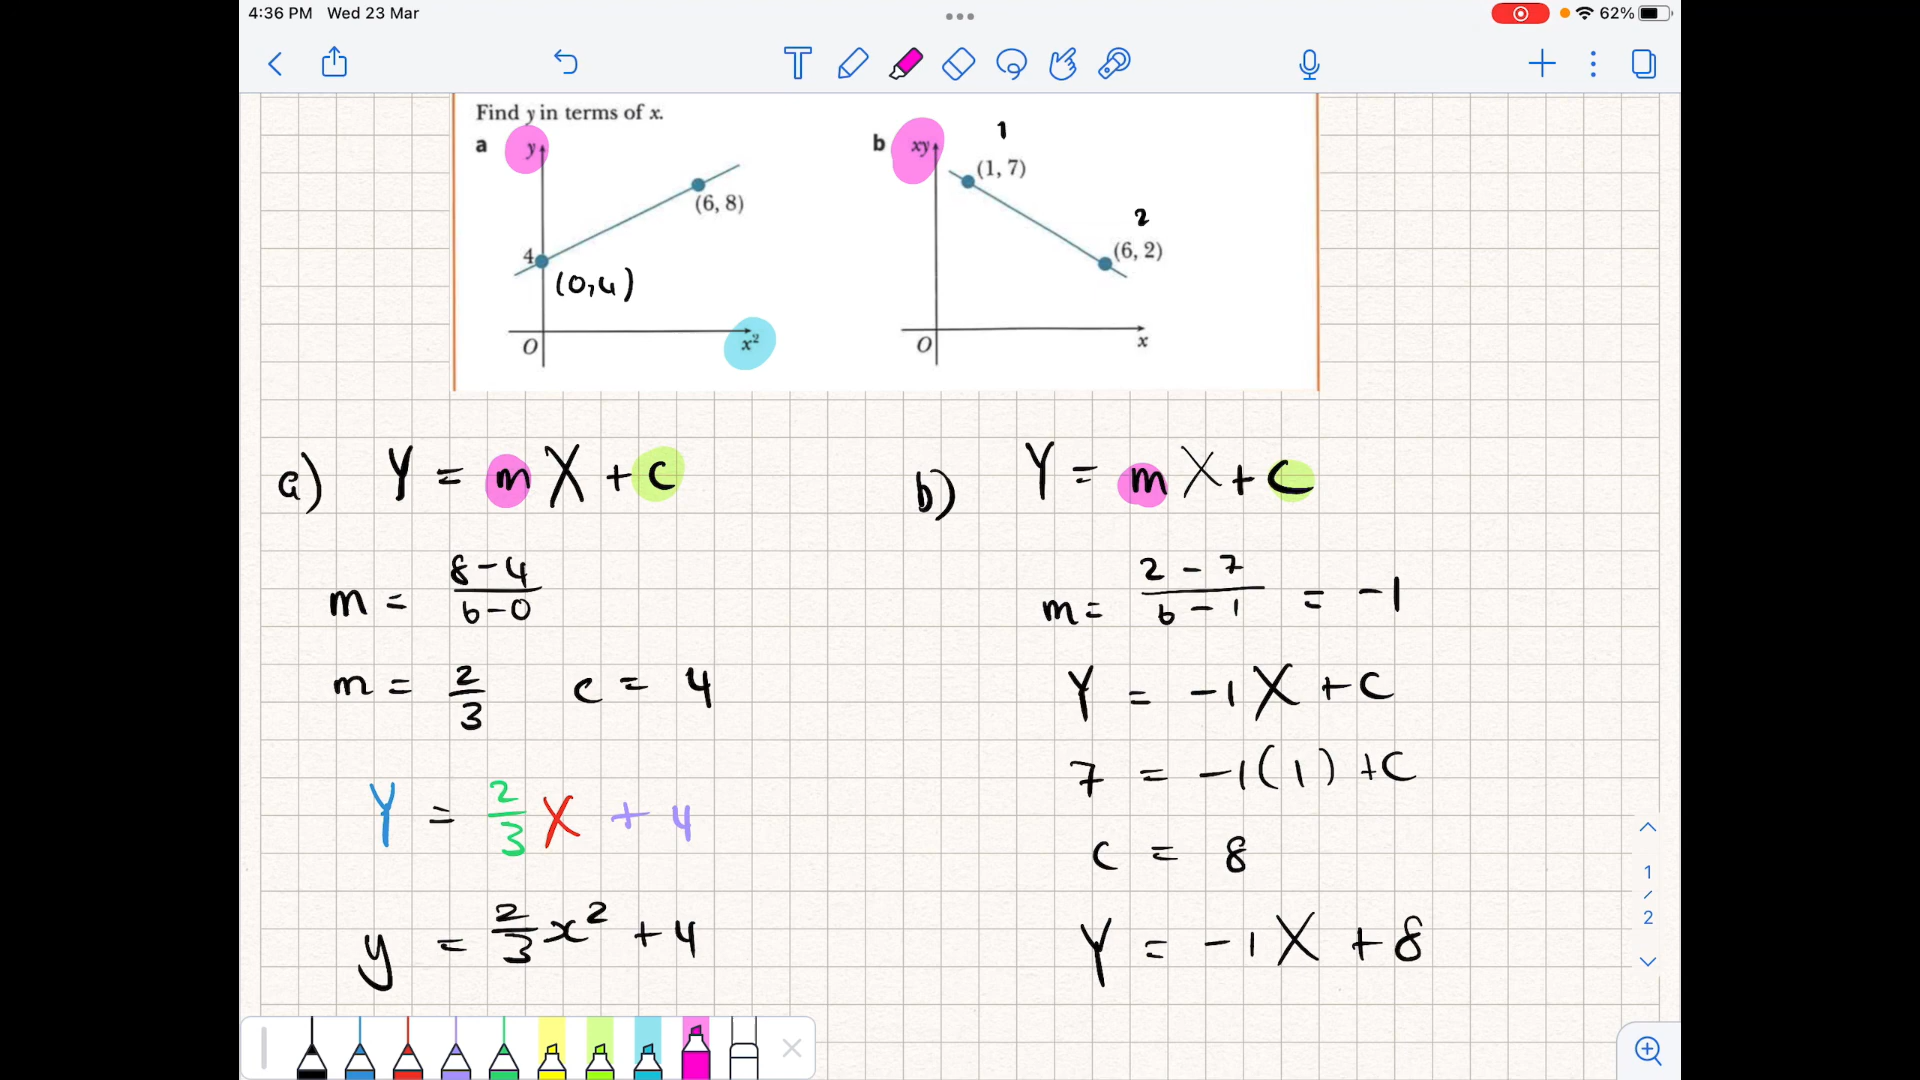 4:36 PM Wed 23 Mar
62%
Find y in terms of x.
a
y
(6, 8)
4
(0,4)
O
x²
b
xy
1
(1, 7)
2
(6, 2)
O
x
a) Y = mX + c
m = 8-4/6-0
m = 2/3 c = 4
Y = 2/3 X + 4
y = 2/3 x² + 4
b) Y = mX + c
m = 2 - 7/6 - 1 = -1
Y = -1X + c
7 = -1(1) + c
c = 8
Y = -1X + 8
1
/
2